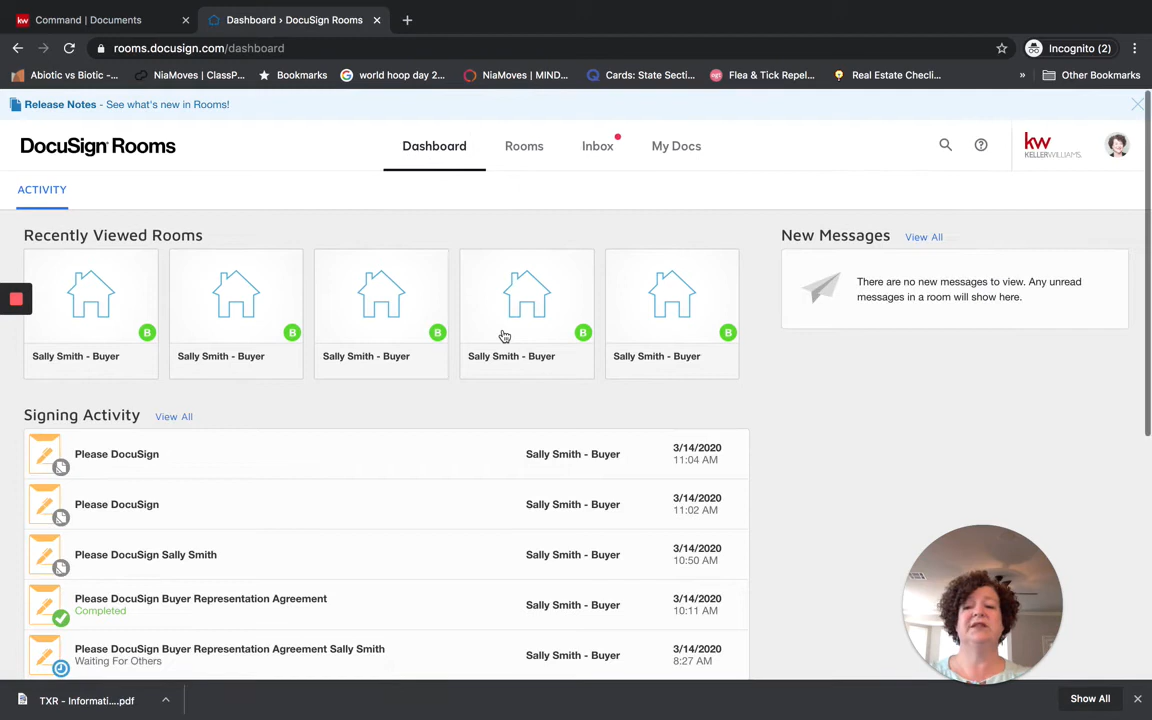 kw Command | Documents
Dashboard › DocuSign Rooms
rooms.docusign.com/dashboard
Incognito (2)
Abiotic vs Biotic -...
NiaMoves | ClassP...
Bookmarks
world hoop day 2...
NiaMoves | MIND...
Cards: State Secti...
Flea & Tick Repel...
Real Estate Checli...
»
Other Bookmarks
Release Notes - See what's new in Rooms!
DocuSign Rooms
Dashboard
Rooms
Inbox
My Docs
kw
KELLERWILLIAMS.
ACTIVITY
Recently Viewed Rooms
B
B
B
B
B
Sally Smith - Buyer
Sally Smith - Buyer
Sally Smith - Buyer
Sally Smith - Buyer
Sally Smith - Buyer
New Messages View All
There are no new messages to view. Any unread
messages in a room will show here.
Signing Activity View All
Please DocuSign
Sally Smith - Buyer
3/14/2020
11:04 AM
Please DocuSign
Sally Smith - Buyer
3/14/2020
11:02 AM
Please DocuSign Sally Smith
Sally Smith - Buyer
3/14/2020
10:50 AM
Please DocuSign Buyer Representation Agreement
Completed
Sally Smith - Buyer
3/14/2020
10:11 AM
Please DocuSign Buyer Representation Agreement Sally Smith
Waiting For Others
Sally Smith - Buyer
3/14/2020
8:27 AM
TXR - Informati....pdf
Show All